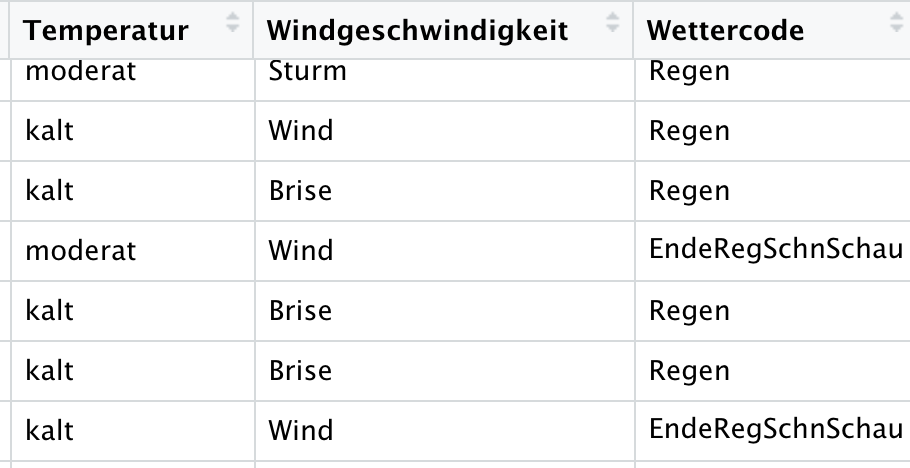 Temperatur Windgeschwindigkeit Wettercode
moderat Sturm Regen
kalt Wind Regen
kalt Brise Regen
moderat Wind EndeRegSchnSchau
kalt Brise Regen
kalt Brise Regen
kalt Wind EndeRegSchnSchau